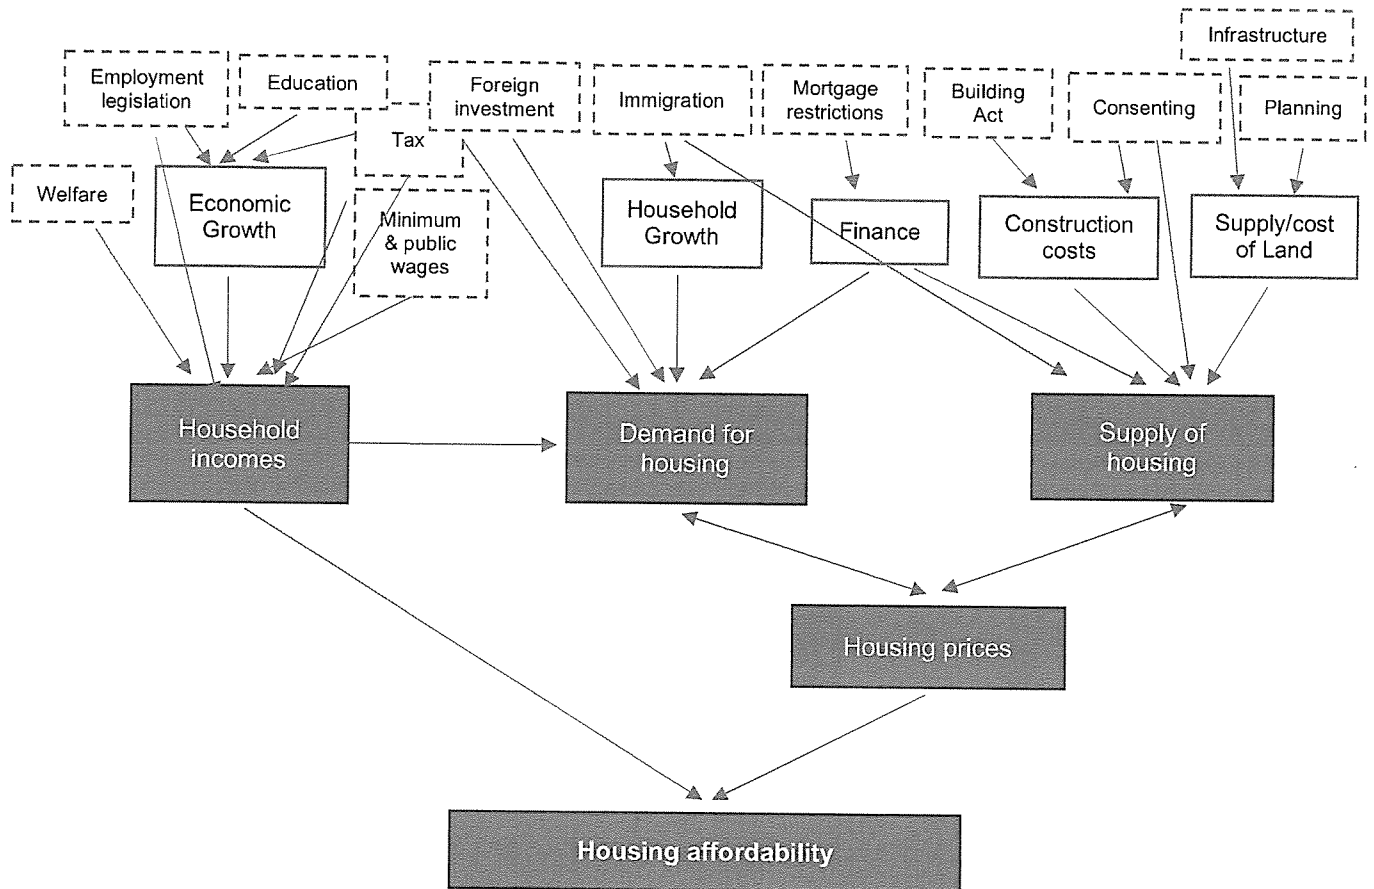 Infrastructure
Employment
legislation
Education
Tax
Foreign
investment
Immigration
Mortgage
restrictions
Building
Act
Consenting
Planning
Welfare
Economic
Growth
Minimum
& public
wages
Household
Growth
Finance
Construction
costs
Supply/cost
of Land
Household
incomes
Demand for
housing
Supply of
housing
Housing prices
Housing affordability